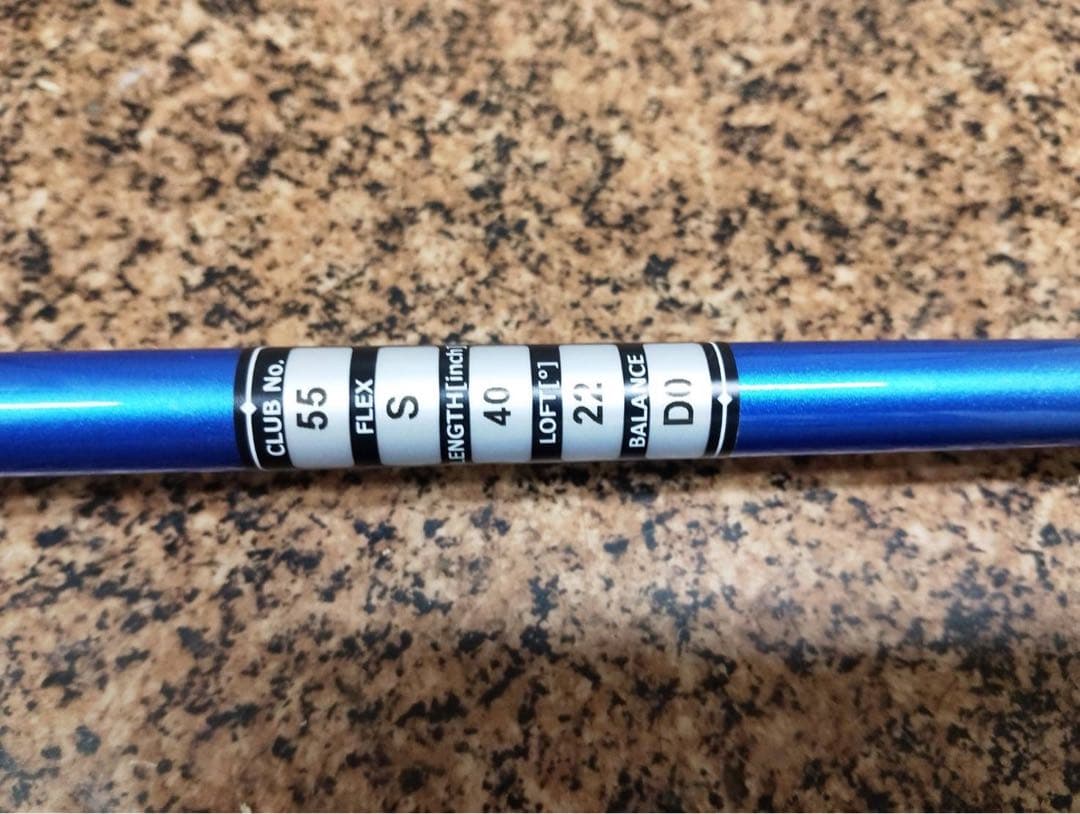 CLUB No.
55
FLEX
S
LENGTH[inch]
40
LOFT[°]
22
BALANCE
D0